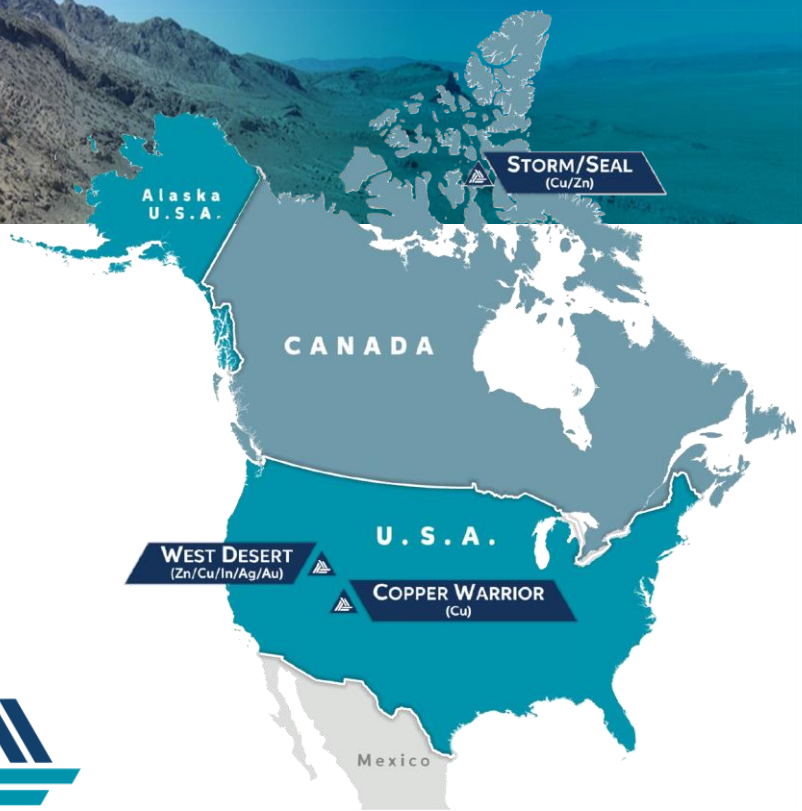 STORM/SEAL
(Cu/Zn)
Alaska
U.S.A.
CANADA
U.S.A.
WEST DESERT
(Zn/Cu/In/Ag/Au)
COPPER WARRIOR
(Cu)
Mexico